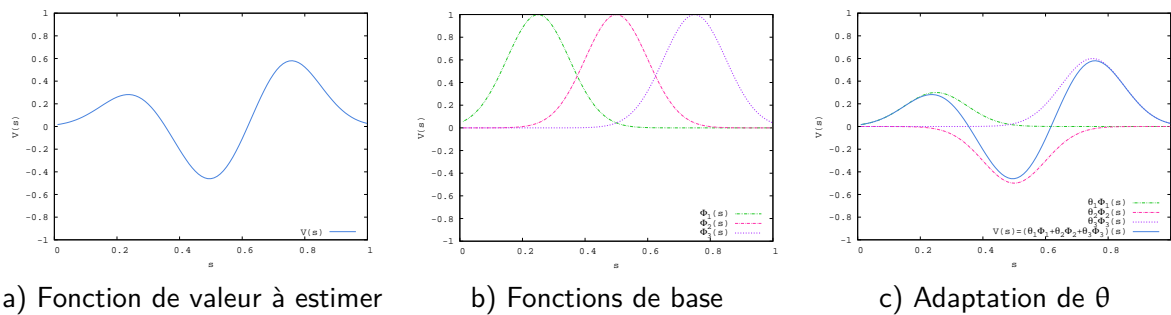 1
0.8
0.6
0.4
0.2
0
-0.2
-0.4
-0.6
-0.8
-1
V(s)
V(s)
0 0.2 0.4 0.6 0.8 1
s
a) Fonction de valeur à estimer
1
0.8
0.6
0.4
0.2
0
-0.2
-0.4
-0.6
-0.8
-1
V(s)
Φ1(s)
Φ2(s)
Φ3(s)
0 0.2 0.4 0.6 0.8 1
s
b) Fonctions de base
1
0.8
0.6
0.4
0.2
0
-0.2
-0.4
-0.6
-0.8
-1
V(s)
θ1Φ1(s)
θ2Φ2(s)
θ3Φ3(s)
V(s)=(θ1Φ1+θ2Φ2+θ3Φ3)(s)
0 0.2 0.4 0.6 0.8 1
s
c) Adaptation de θ